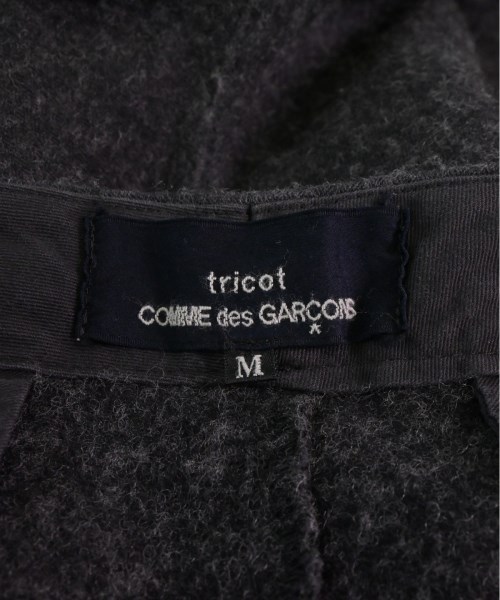 tricot
COMME des GARÇONS
*
M